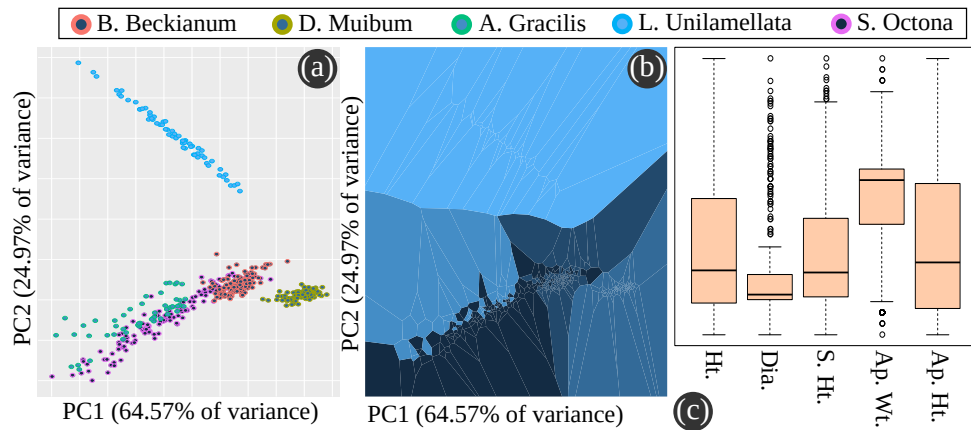 B. Beckianum D. Muibum A. Gracilis L. Unilamellata S. Octona
(a)
(b)
PC2 (24.97% of variance)
PC1 (64.57% of variance)
PC2 (24.97% of variance)
PC1 (64.57% of variance)
Ht.
Dia.
S. Ht.
Ap. Wt.
Ap. Ht.
(c)